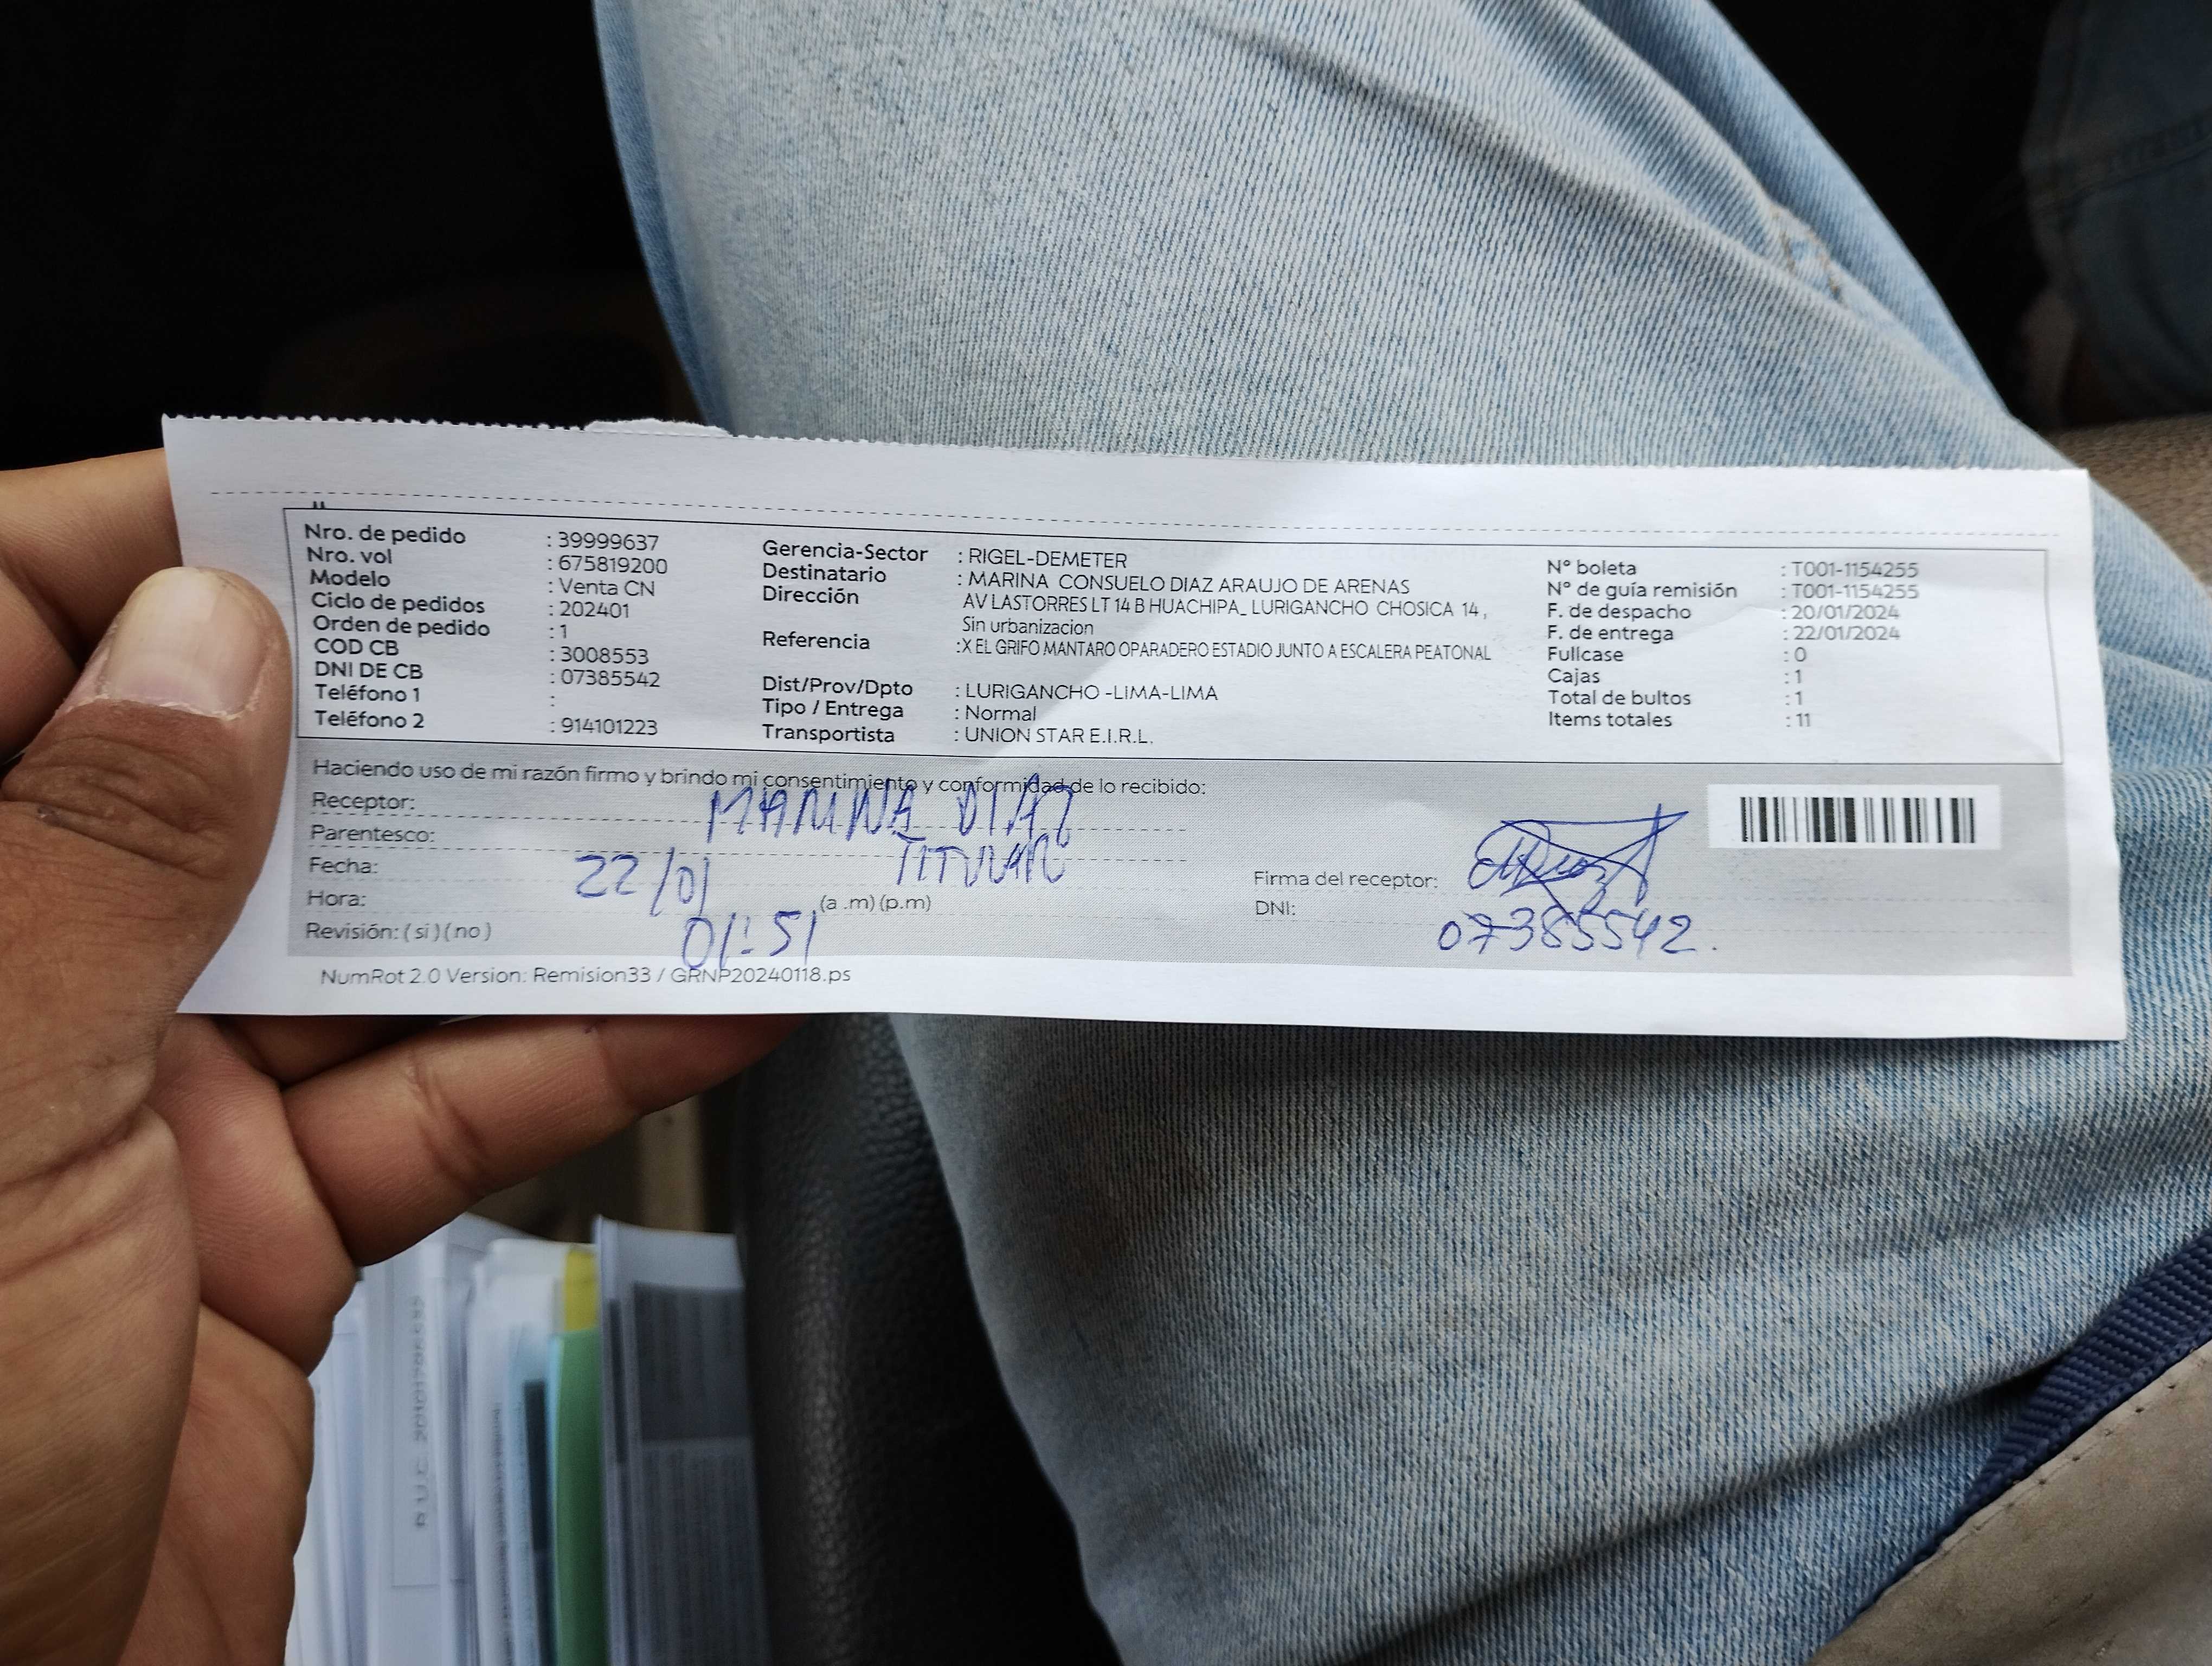 Nro. de pedido : 39999637
Nro. vol : 675819200
Modelo : Venta CN
Ciclo de pedidos : 202401
Orden de pedido : 1
COD CB : 3008553
DNI DE CB : 07385542
Teléfono 1 :
Teléfono 2 : 914101223
Gerencia-Sector : RIGEL-DEMETER
Destinatario : MARINA CONSUELO DIAZ ARAUJO DE ARENAS
Dirección AV LASTORRES LT 14 B HUACHIPA_ LURIGANCHO CHOSICA 14,
Sin urbanizacion
Referencia :X EL GRIFO MANTARO OPARADERO ESTADIO JUNTO A ESCALERA PEATONAL
Dist/Prov/Dpto : LURIGANCHO -LIMA-LIMA
Tipo / Entrega : Normal
Transportista : UNION STAR E.I.R.L.
N° boleta : T001-1154255
N° de guía remisión : T001-1154255
F. de despacho : 20/01/2024
F. de entrega : 22/01/2024
Fullcase : 0
Cajas : 1
Total de bultos : 1
Items totales : 11
Haciendo uso de mi razón firmo y brindo mi consentimiento y conformidad de lo recibido:
Receptor: MARINA DIAZ
Parentesco: TITULAR
Fecha: 22/01
Hora: 01:51 (a .m) (p.m)
Revisión: ( si ) ( no )
Firma del receptor:
DNI: 07385542.
NumRot 2.0 Version: Remision33 / GRNP20240118.ps